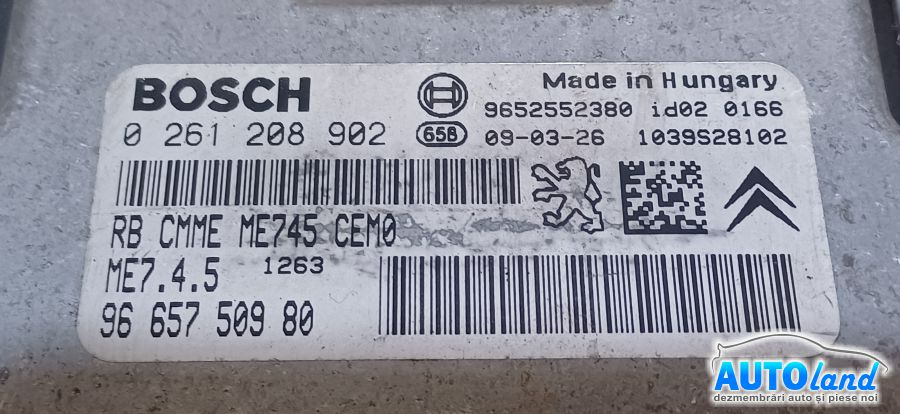 BOSCH
Made in Hungary
9652552380 id02 0166
0 261 208 902
658
09-03-26 1039S28102
RB CMME ME745 CEM0
ME7.4.5 1263
96 657 509 80
AUTOland
dezmembrări auto și piese noi